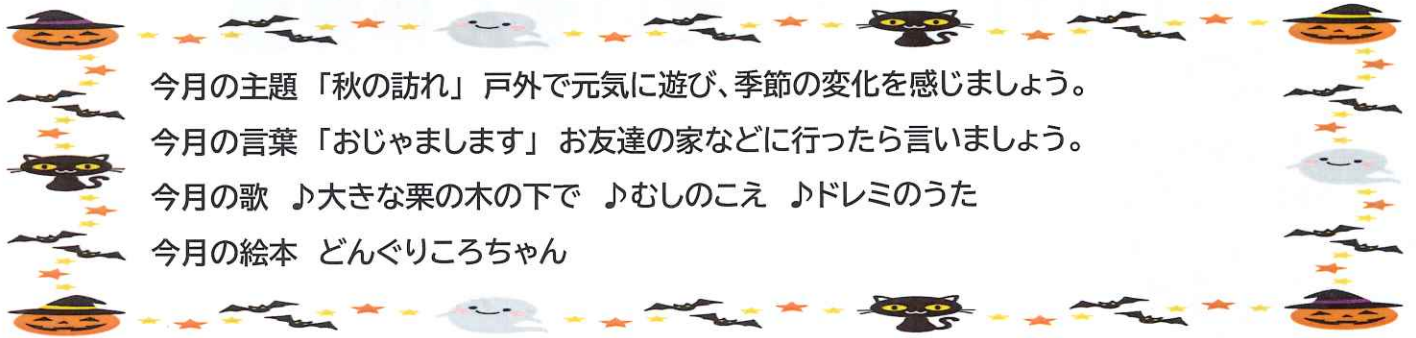 今月の主題 「秋の訪れ」 戸外で元気に遊び、季節の変化を感じましょう。
今月の言葉 「おじゃまします」 お友達の家などに行ったら言いましょう。
今月の歌 ♪大きな栗の木の下で ♪むしのこえ ♪ドレミのうた
今月の絵本 どんぐりころちゃん